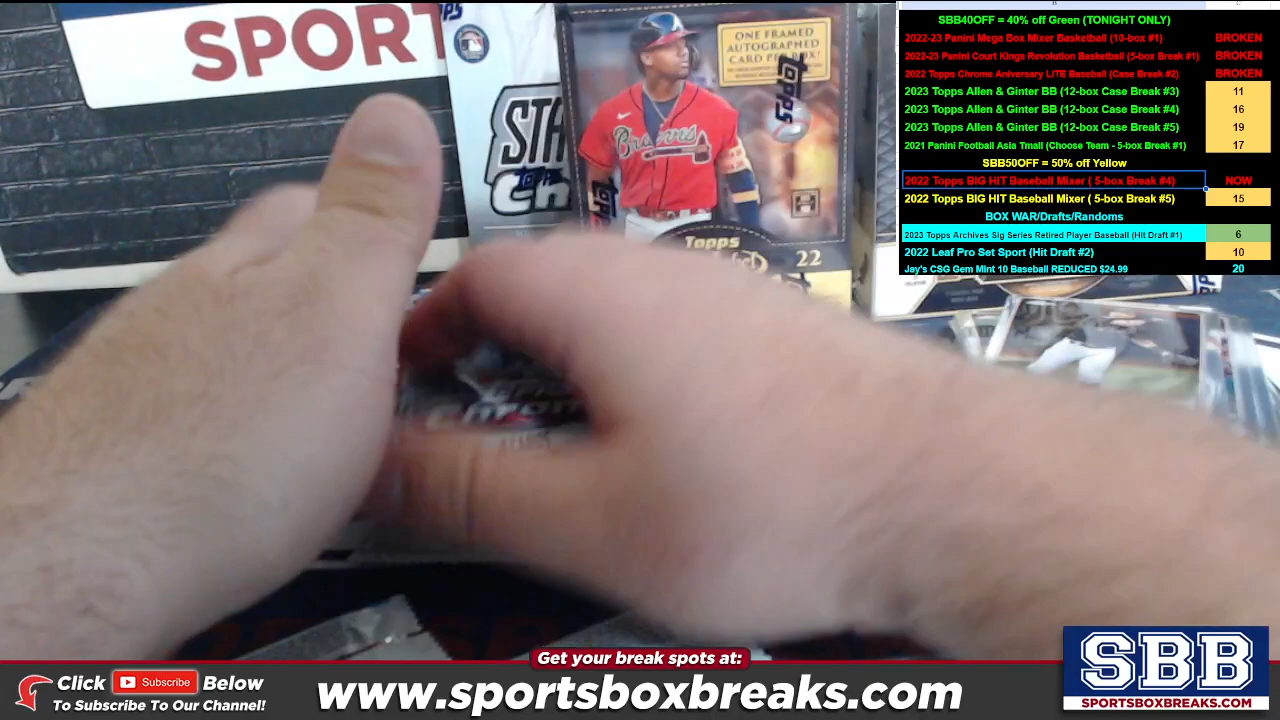 SPORT
STA
Topps
Ch
ONE FRAMED
AUTOGRAPHED
CARD PER BOX!
topps
Braves
Topps
22
Chrom
SBB40OFF = 40% off Green (TONIGHT ONLY)
2022-23 Panini Mega Box Mixer Basketball (10-box #1) BROKEN
2022-23 Panini Court Kings Revolution Basketball (5-box Break #1) BROKEN
2022 Topps Chrome Aniversary LITE Baseball (Case Break #2) BROKEN
2023 Topps Allen & Ginter BB (12-box Case Break #3) 11
2023 Topps Allen & Ginter BB (12-box Case Break #4) 16
2023 Topps Allen & Ginter BB (12-box Case Break #5) 19
2021 Panini Football Asia Tmall (Choose Team - 5-box Break #1) 17
SBB50OFF = 50% off Yellow
2022 Topps BIG HIT Baseball Mixer ( 5-box Break #4) NOW
2022 Topps BIG HIT Baseball Mixer ( 5-box Break #5) 15
BOX WAR/Drafts/Randoms
2023 Topps Archives Sig Series Retired Player Baseball (Hit Draft #1) 6
2022 Leaf Pro Set Sport (Hit Draft #2) 10
Jay's CSG Gem Mint 10 Baseball REDUCED $24.99 20
Get your break spots at:
Click Subscribe Below
To Subscribe To Our Channel!
www.sportsboxbreaks.com
SBB
SPORTSBOXBREAKS.COM